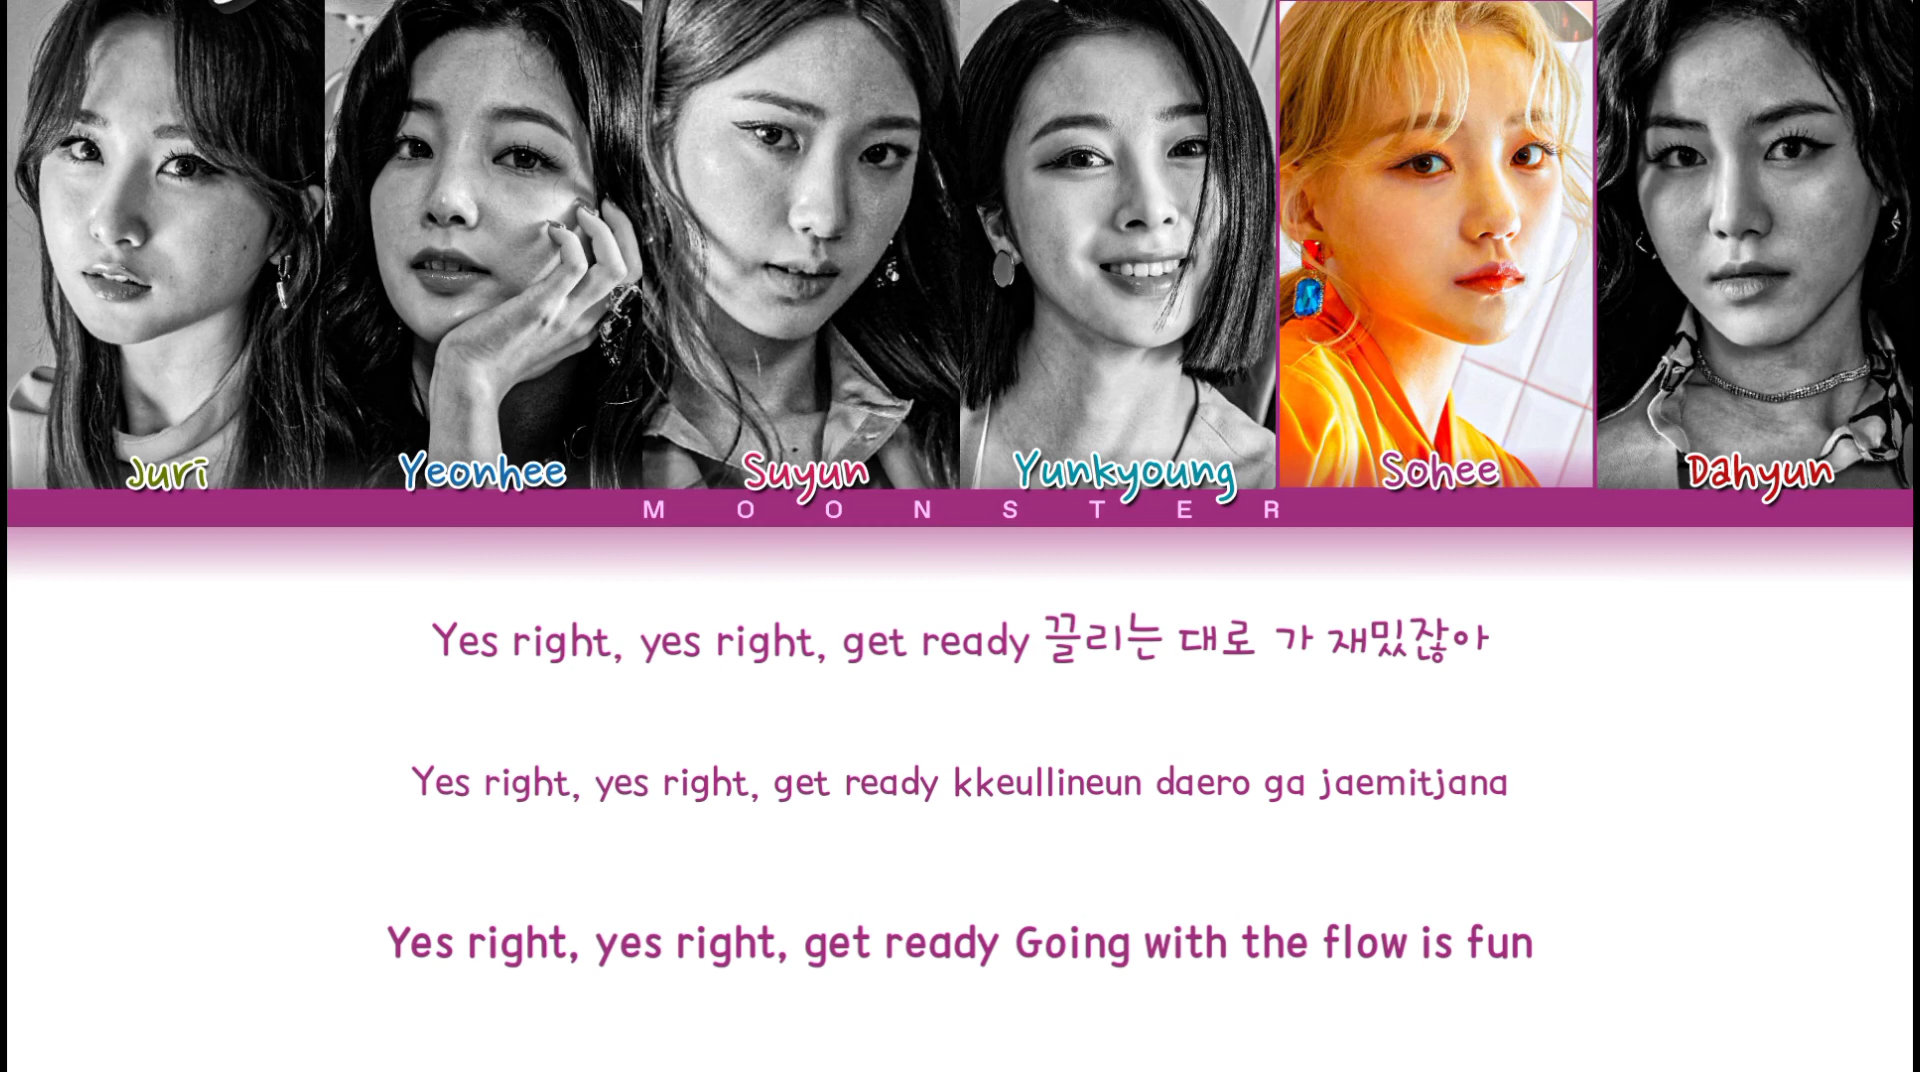 Juri
Yeonhee
Suyun
Yunkyoung
Sohee
Dahyun
MOONSTER
Yes right, yes right, get ready 끌리는 대로 가 재밌잖아
Yes right, yes right, get ready kkeullineun daero ga jaemitjana
Yes right, yes right, get ready Going with the flow is fun